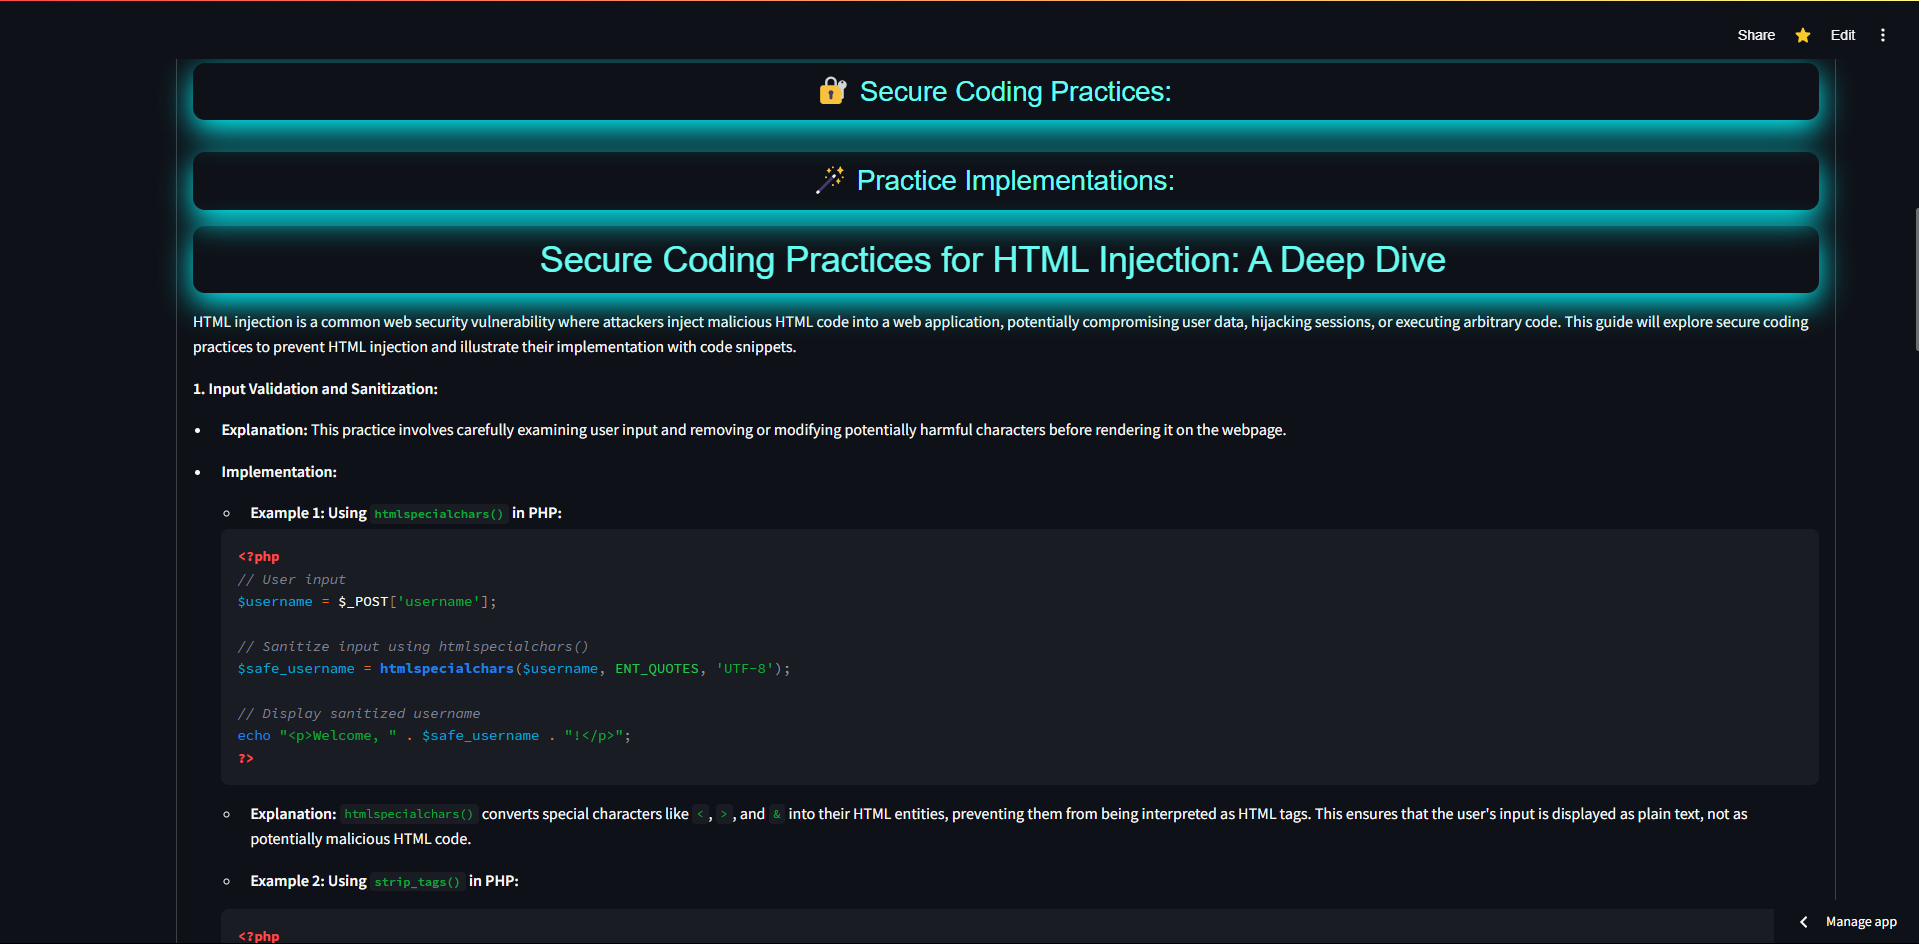 Share Edit
🔐 Secure Coding Practices:
🪄 Practice Implementations:
Secure Coding Practices for HTML Injection: A Deep Dive
HTML injection is a common web security vulnerability where attackers inject malicious HTML code into a web application, potentially compromising user data, hijacking sessions, or executing arbitrary code. This guide will explore secure coding
practices to prevent HTML injection and illustrate their implementation with code snippets.
1. Input Validation and Sanitization:
• Explanation: This practice involves carefully examining user input and removing or modifying potentially harmful characters before rendering it on the webpage.
• Implementation:
◦ Example 1: Using htmlspecialchars() in PHP:
<?php
// User input
$username = $_POST['username'];
// Sanitize input using htmlspecialchars()
$safe_username = htmlspecialchars($username, ENT_QUOTES, 'UTF-8');
// Display sanitized username
echo "<p>Welcome, " . $safe_username . "!</p>";
?>
◦ Explanation: htmlspecialchars() converts special characters like <, >, and & into their HTML entities, preventing them from being interpreted as HTML tags. This ensures that the user's input is displayed as plain text, not as
potentially malicious HTML code.
◦ Example 2: Using strip_tags() in PHP:
<?php
Manage app